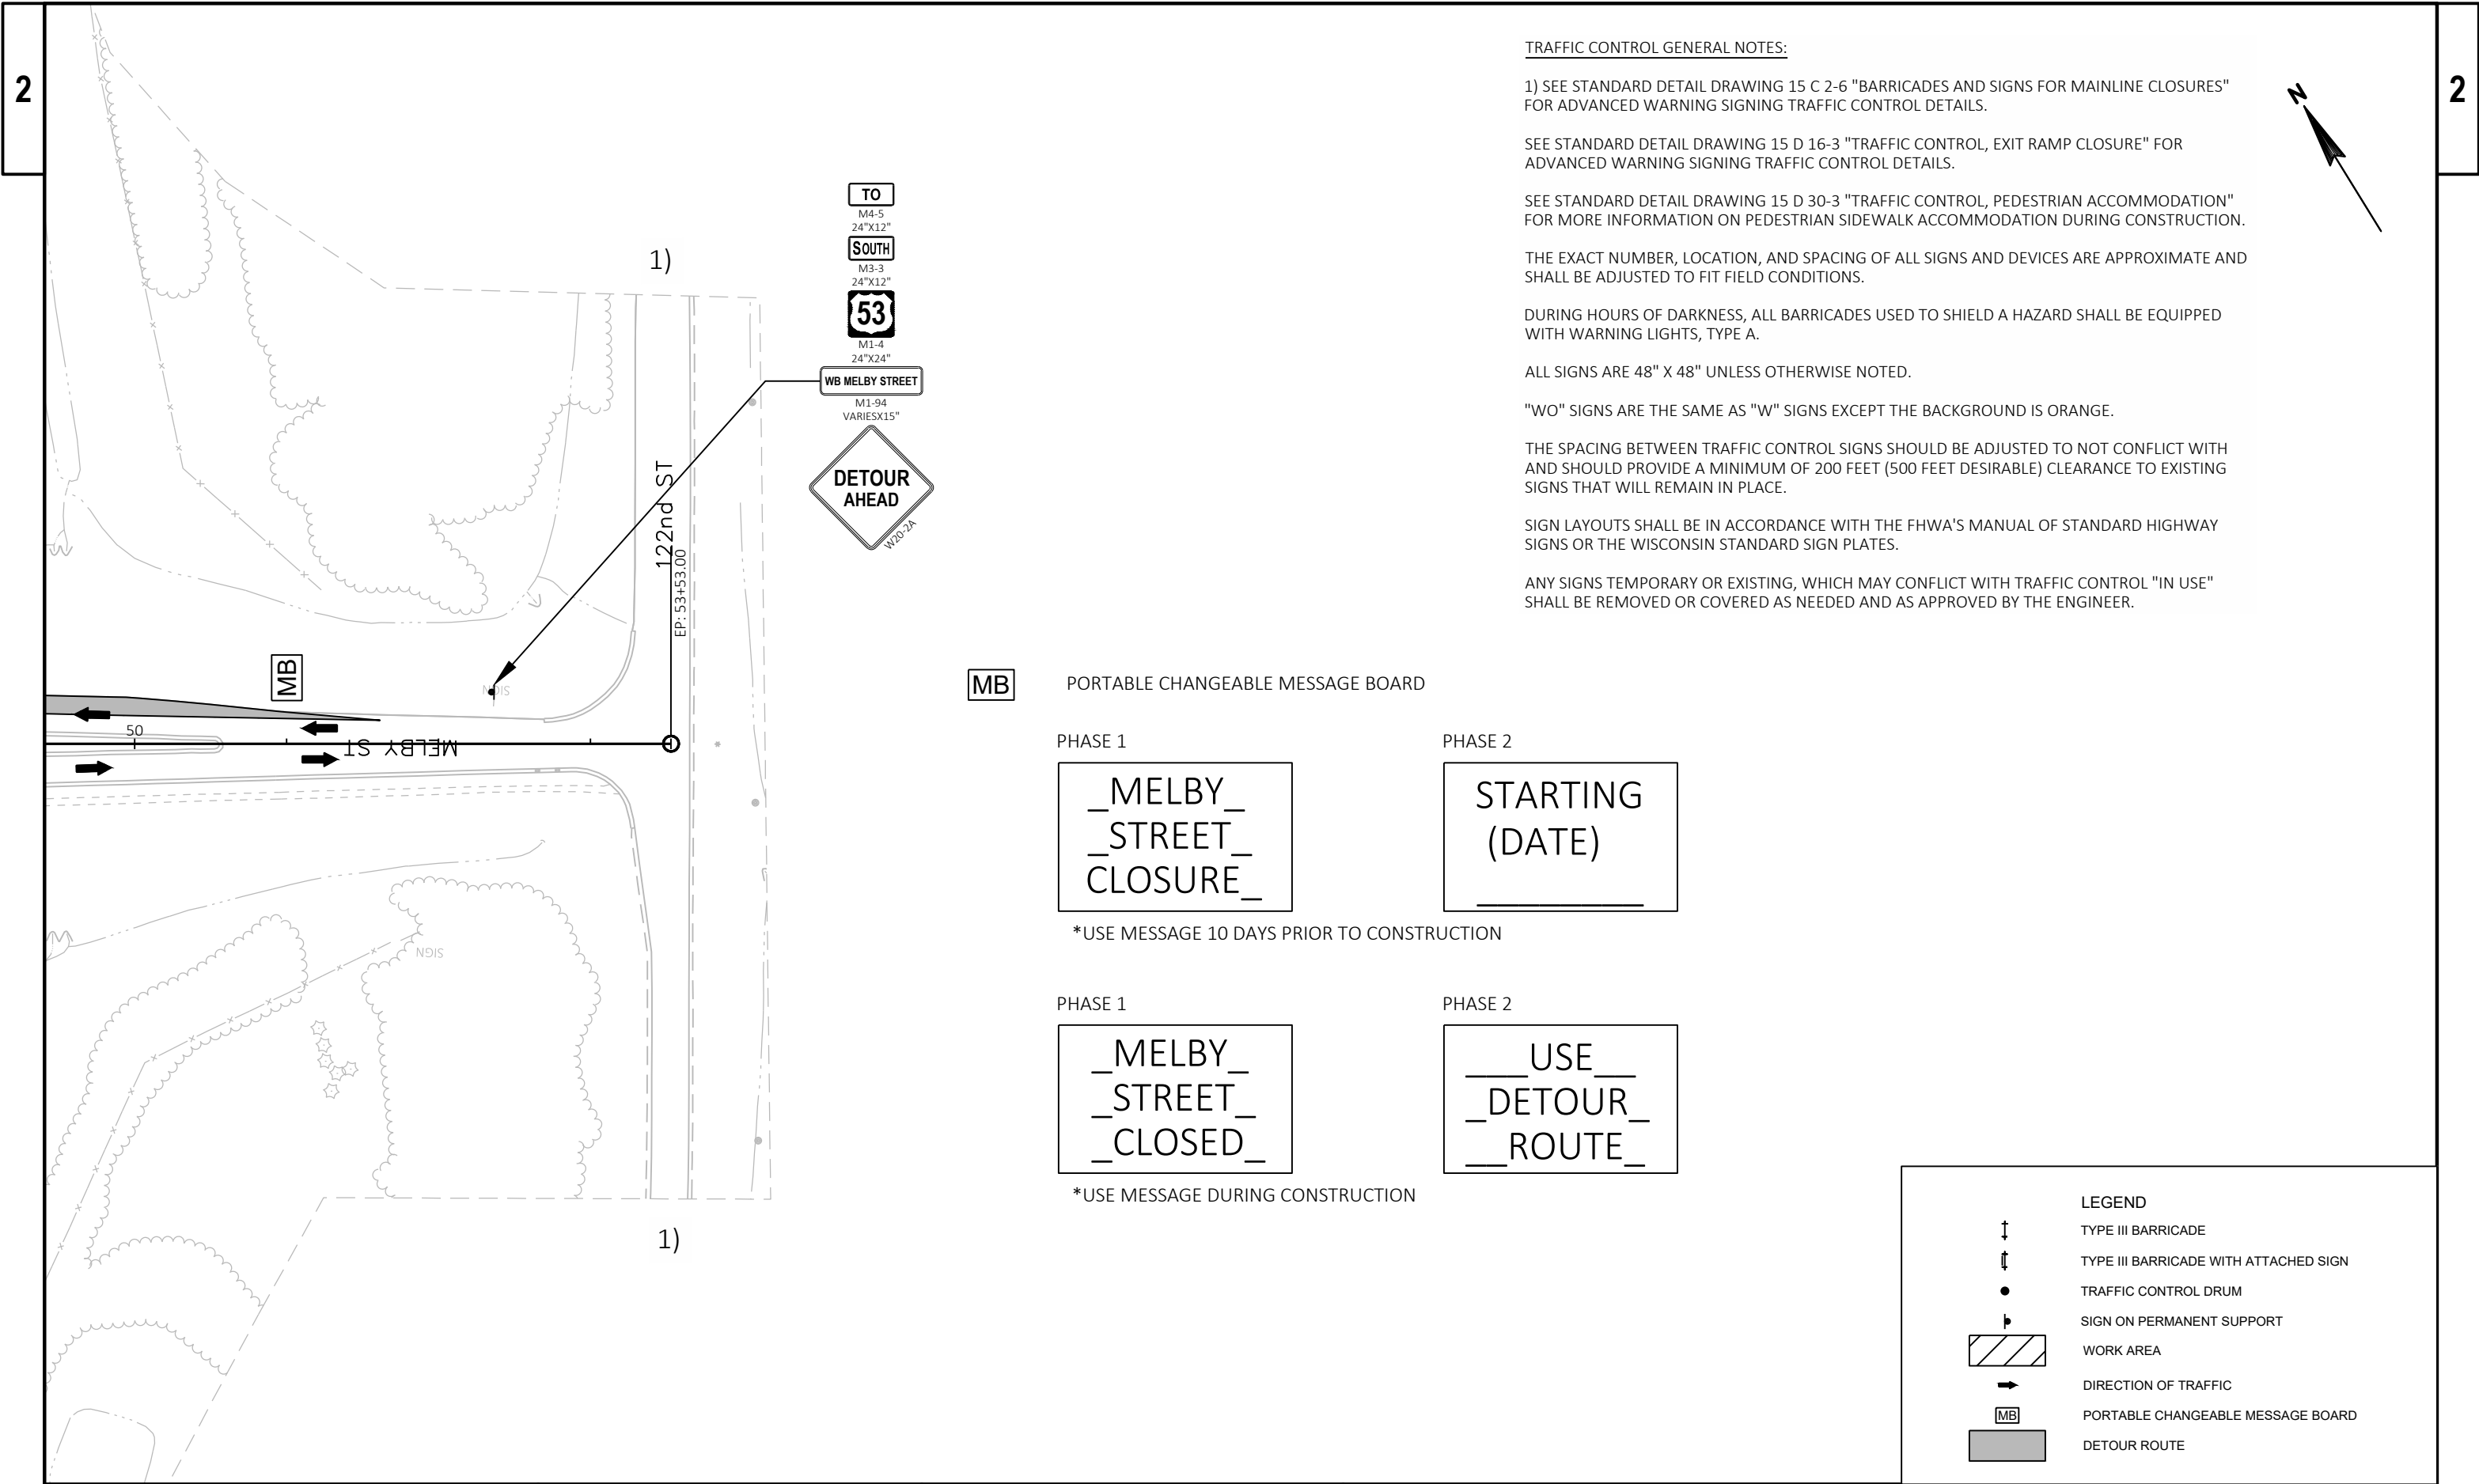 2
2
TRAFFIC CONTROL GENERAL NOTES:
1) SEE STANDARD DETAIL DRAWING 15 C 2-6 "BARRICADES AND SIGNS FOR MAINLINE CLOSURES"
FOR ADVANCED WARNING SIGNING TRAFFIC CONTROL DETAILS.
SEE STANDARD DETAIL DRAWING 15 D 16-3 "TRAFFIC CONTROL, EXIT RAMP CLOSURE" FOR
ADVANCED WARNING SIGNING TRAFFIC CONTROL DETAILS.
SEE STANDARD DETAIL DRAWING 15 D 30-3 "TRAFFIC CONTROL, PEDESTRIAN ACCOMMODATION"
FOR MORE INFORMATION ON PEDESTRIAN SIDEWALK ACCOMMODATION DURING CONSTRUCTION.
THE EXACT NUMBER, LOCATION, AND SPACING OF ALL SIGNS AND DEVICES ARE APPROXIMATE AND
SHALL BE ADJUSTED TO FIT FIELD CONDITIONS.
DURING HOURS OF DARKNESS, ALL BARRICADES USED TO SHIELD A HAZARD SHALL BE EQUIPPED
WITH WARNING LIGHTS, TYPE A.
ALL SIGNS ARE 48" X 48" UNLESS OTHERWISE NOTED.
"WO" SIGNS ARE THE SAME AS "W" SIGNS EXCEPT THE BACKGROUND IS ORANGE.
THE SPACING BETWEEN TRAFFIC CONTROL SIGNS SHOULD BE ADJUSTED TO NOT CONFLICT WITH
AND SHOULD PROVIDE A MINIMUM OF 200 FEET (500 FEET DESIRABLE) CLEARANCE TO EXISTING
SIGNS THAT WILL REMAIN IN PLACE.
SIGN LAYOUTS SHALL BE IN ACCORDANCE WITH THE FHWA'S MANUAL OF STANDARD HIGHWAY
SIGNS OR THE WISCONSIN STANDARD SIGN PLATES.
ANY SIGNS TEMPORARY OR EXISTING, WHICH MAY CONFLICT WITH TRAFFIC CONTROL "IN USE"
SHALL BE REMOVED OR COVERED AS NEEDED AND AS APPROVED BY THE ENGINEER.
N
TO
M4-5
24"X12"
SOUTH
M3-3
24"X12"
53
M1-4
24"X24"
WB MELBY STREET
M1-94
VARIESX15"
DETOUR
AHEAD
W20-2A
1)
122nd ST
EP: 53+53.00
MB
SIGN
50
MELBY ST
SIGN
1)
MB
PORTABLE CHANGEABLE MESSAGE BOARD
PHASE 1
_MELBY_
_STREET_
CLOSURE_
PHASE 2
STARTING
(DATE)
________
*USE MESSAGE 10 DAYS PRIOR TO CONSTRUCTION
PHASE 1
_MELBY_
_STREET_
_CLOSED_
PHASE 2
___USE__
_DETOUR_
__ROUTE_
*USE MESSAGE DURING CONSTRUCTION
LEGEND
TYPE III BARRICADE
TYPE III BARRICADE WITH ATTACHED SIGN
TRAFFIC CONTROL DRUM
SIGN ON PERMANENT SUPPORT
WORK AREA
DIRECTION OF TRAFFIC
MB
PORTABLE CHANGEABLE MESSAGE BOARD
DETOUR ROUTE